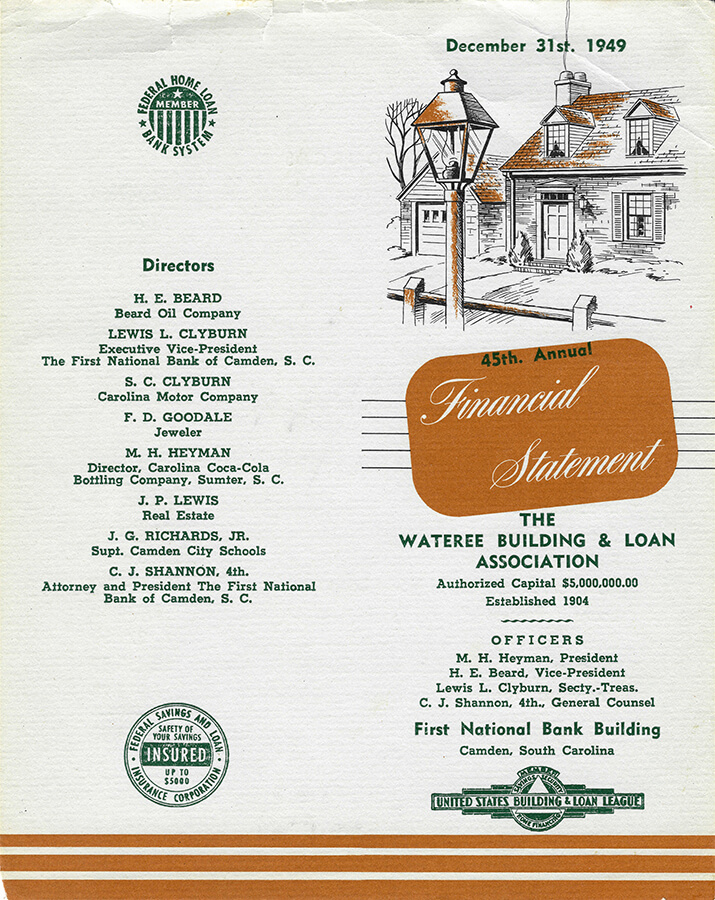 FEDERAL HOME LOAN
MEMBER
BANK SYSTEM
Directors
H. E. BEARD
Beard Oil Company
LEWIS L. CLYBURN
Executive Vice-President
The First National Bank of Camden, S. C.
S. C. CLYBURN
Carolina Motor Company
F. D. GOODALE
Jeweler
M. H. HEYMAN
Director, Carolina Coca-Cola
Bottling Company, Sumter, S. C.
J. P. LEWIS
Real Estate
J. G. RICHARDS, JR.
Supt. Camden City Schools
C. J. SHANNON, 4th.
Attorney and President The First National
Bank of Camden, S. C.
FEDERAL SAVINGS AND LOAN
SAFETY OF
YOUR SAVINGS
INSURED
UP TO
$5000
INSURANCE CORPORATION
December 31st. 1949
45th. Annual
Financial
Statement
THE
WATEREE BUILDING & LOAN
ASSOCIATION
Authorized Capital $5,000,000.00
Established 1904
OFFICERS
M. H. Heyman, President
H. E. Beard, Vice-President
Lewis L. Clyburn, Secty.-Treas.
C. J. Shannon, 4th., General Counsel
First National Bank Building
Camden, South Carolina
MEMBER
SAVINGS SECURITY
UNITED STATES BUILDING & LOAN LEAGUE
HOME FINANCING